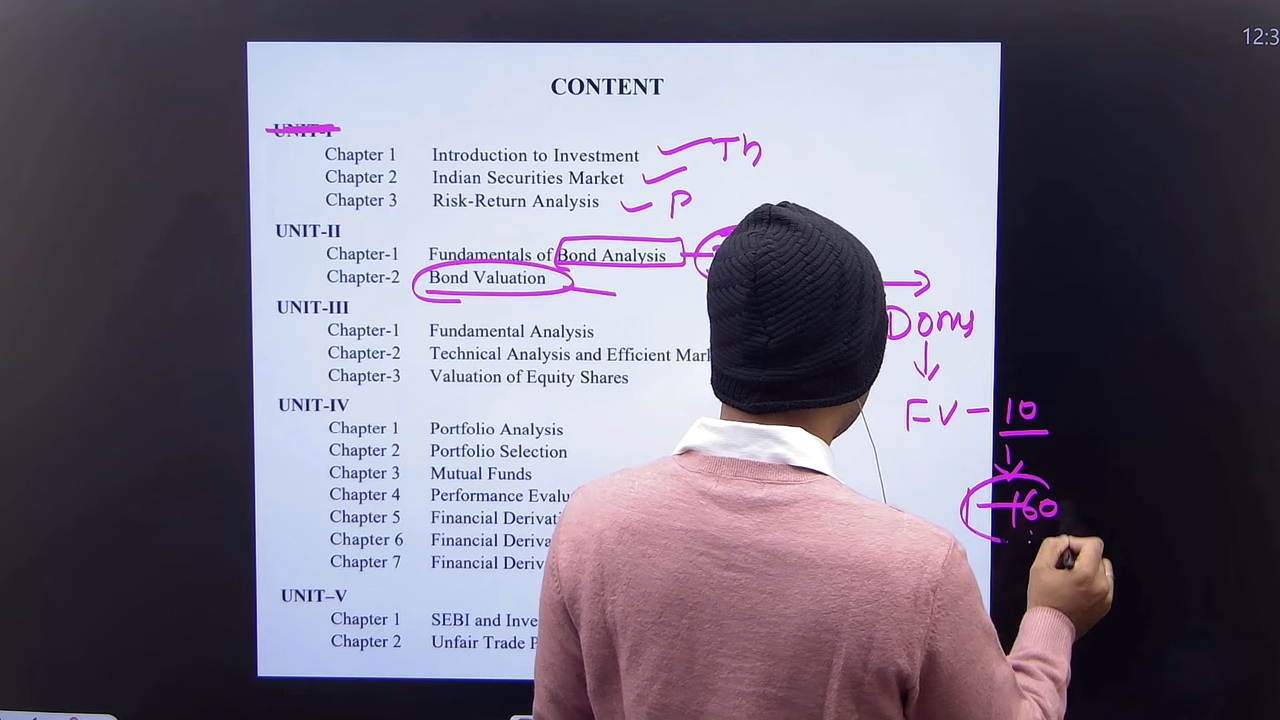 12:3
CONTENT
UNIT-I
Chapter 1 Introduction to Investment Th
Chapter 2 Indian Securities Market
Chapter 3 Risk-Return Analysis P
UNIT-II
Chapter-1 Fundamentals of Bond Analysis
Chapter-2 Bond Valuation
UNIT-III
Chapter-1 Fundamental Analysis
Chapter-2 Technical Analysis and Efficient Mark
Chapter-3 Valuation of Equity Shares
UNIT-IV
Chapter 1 Portfolio Analysis
Chapter 2 Portfolio Selection
Chapter 3 Mutual Funds
Chapter 4 Performance Evalu
Chapter 5 Financial Derivati
Chapter 6 Financial Deriva
Chapter 7 Financial Deriv
UNIT–V
Chapter 1 SEBI and Inve
Chapter 2 Unfair Trade P
FV - 10
160